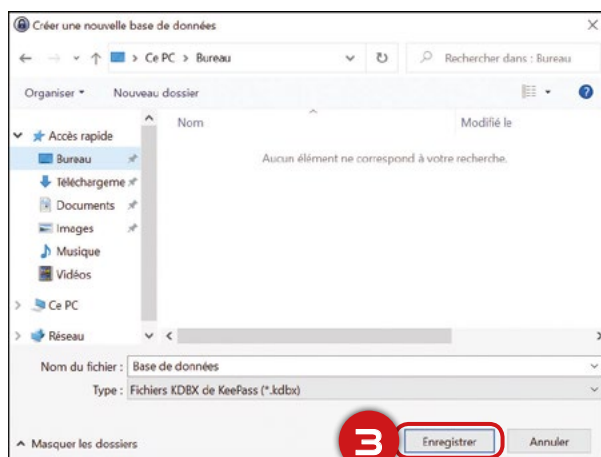 Créer une nouvelle base de données
Ce PC > Bureau
Rechercher dans : Bureau
Organiser
Nouveau dossier
?
Nom
Modifié le
Accès rapide
Aucun élément ne correspond à votre recherche.
Bureau
Téléchargeme
Documents
Images
Musique
Vidéos
Ce PC
Réseau
Nom du fichier : Base de données
Type : Fichiers KDBX de KeePass (*.kdbx)
Masquer les dossiers
3
Enregistrer
Annuler